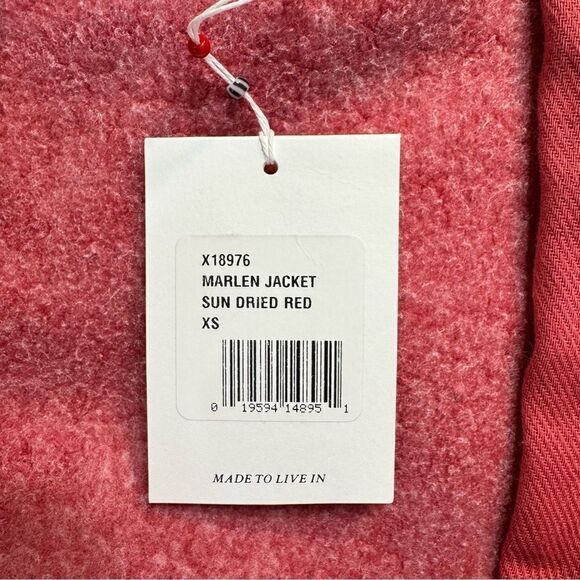 X18976
MARLEN JACKET
SUN DRIED RED
XS
0 19594 14895 1
MADE TO LIVE IN